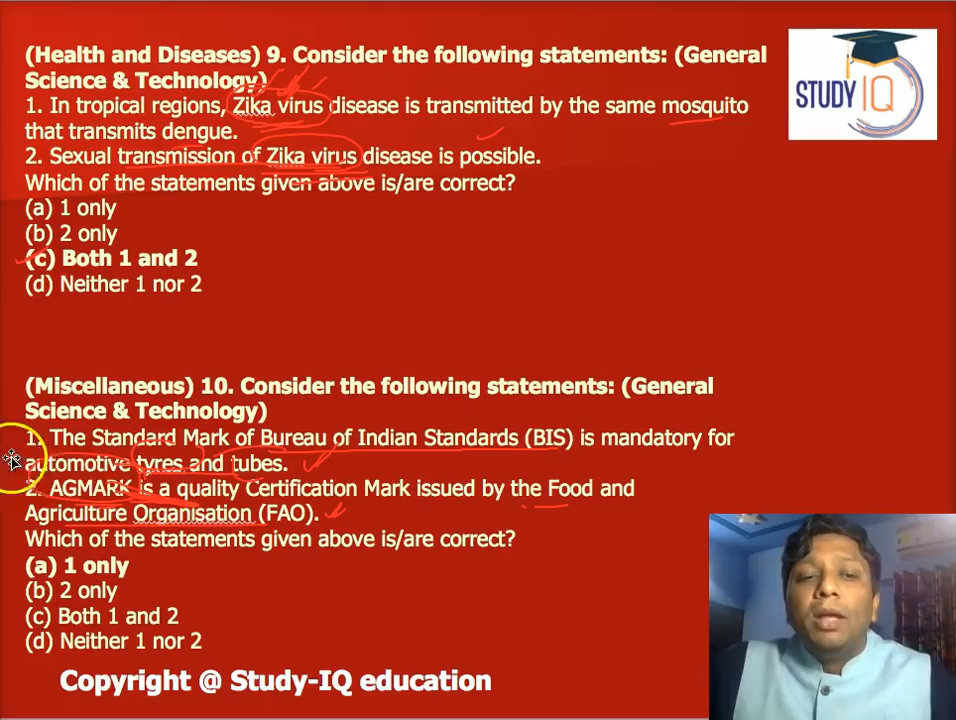 (Health and Diseases) 9. Consider the following statements: (General
Science & Technology)
1. In tropical regions, Zika virus disease is transmitted by the same mosquito
that transmits dengue.
2. Sexual transmission of Zika virus disease is possible.
Which of the statements given above is/are correct?
(a) 1 only
(b) 2 only
(c) Both 1 and 2
(d) Neither 1 nor 2
STUDY IQ
(Miscellaneous) 10. Consider the following statements: (General
Science & Technology)
1. The Standard Mark of Bureau of Indian Standards (BIS) is mandatory for
automotive tyres and tubes.
2. AGMARK is a quality Certification Mark issued by the Food and
Agriculture Organisation (FAO).
Which of the statements given above is/are correct?
(a) 1 only
(b) 2 only
(c) Both 1 and 2
(d) Neither 1 nor 2
Copyright @ Study-IQ education